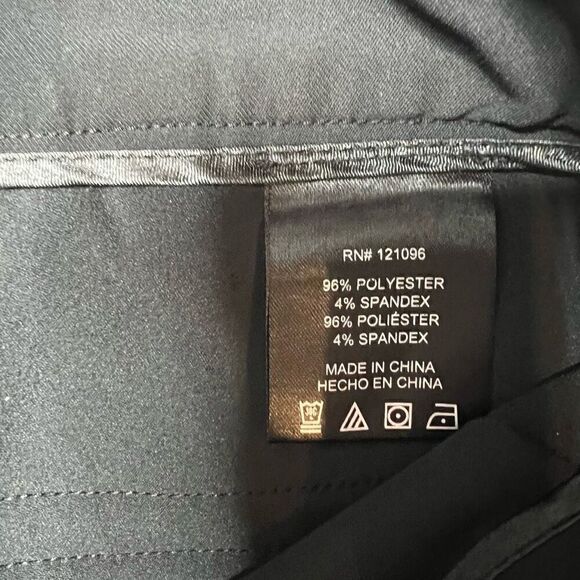 RN# 121096
96% POLYESTER
4% SPANDEX
96% POLIÉSTER
4% SPANDEX
MADE IN CHINA
HECHO EN CHINA